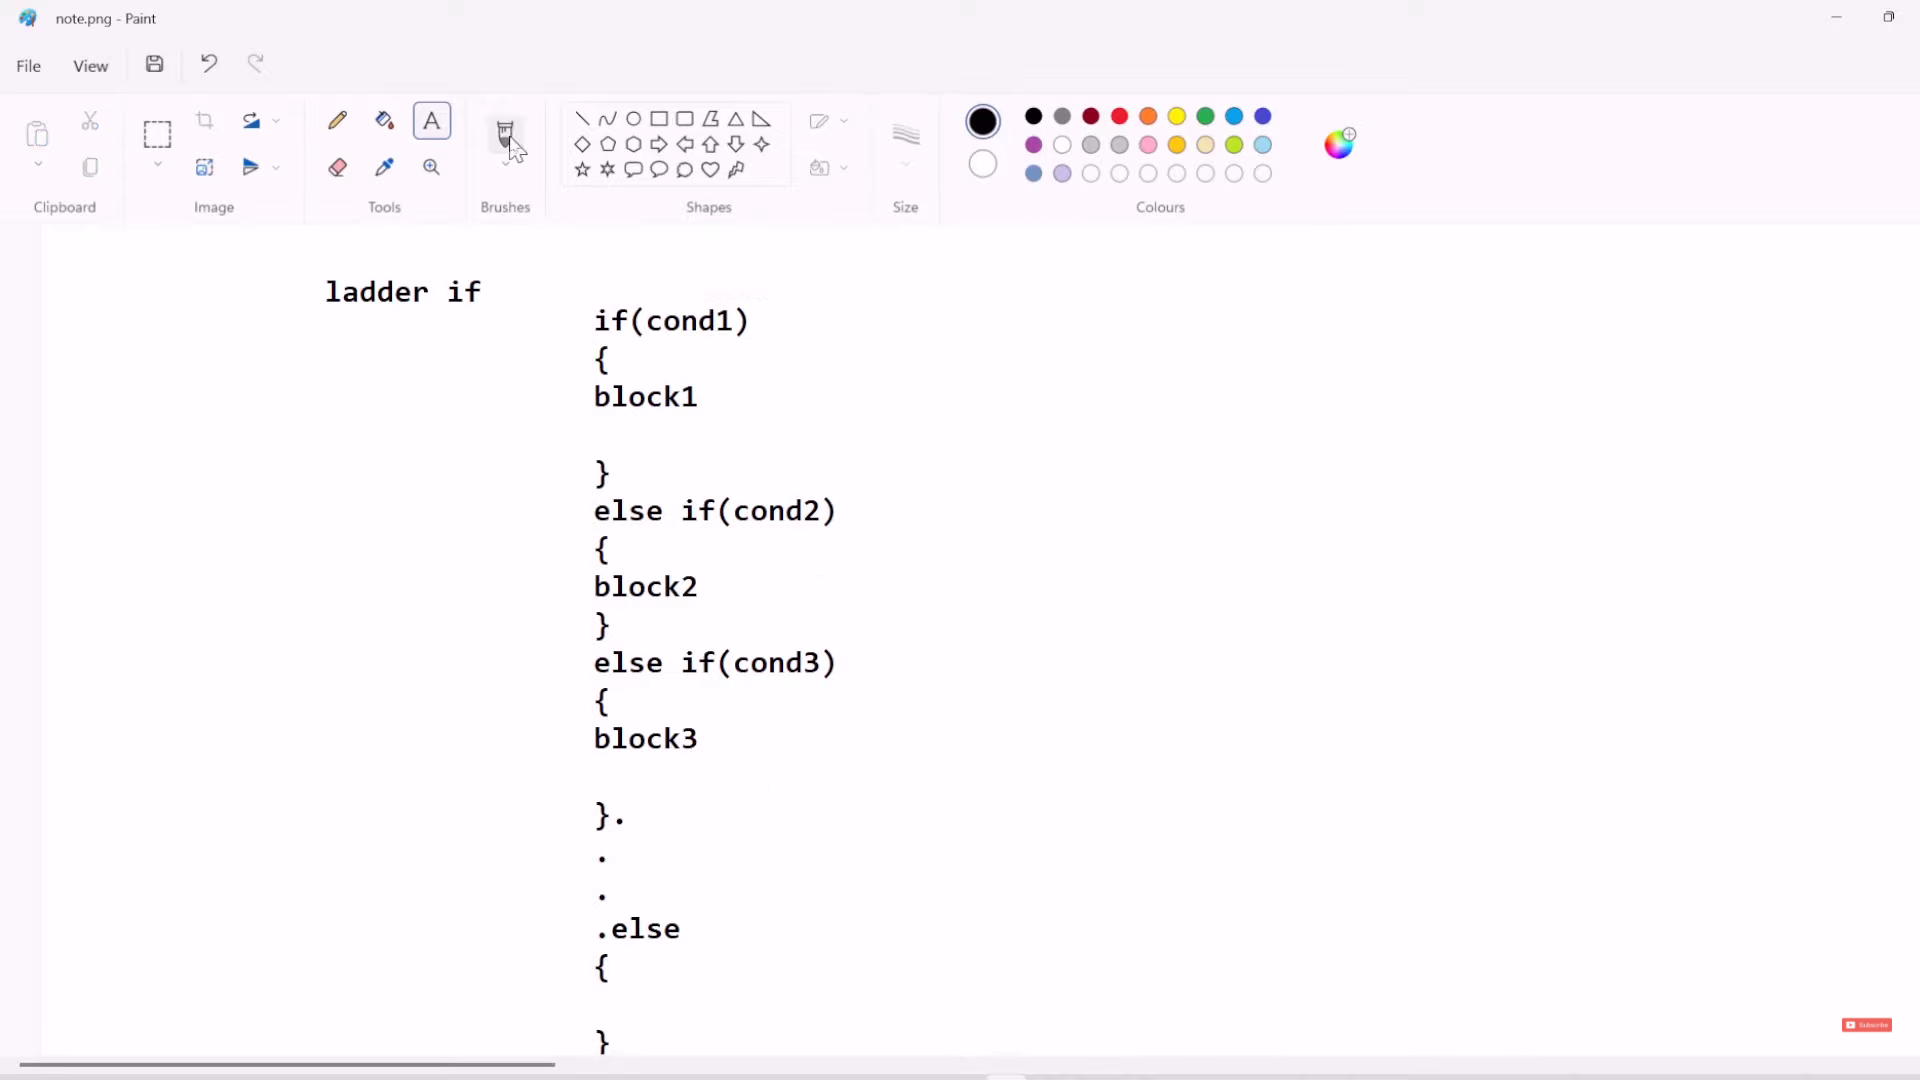 note.png - Paint
File View
Clipboard Image Tools Brushes Shapes Size Colours
ladder if
if(cond1)
{
block1
}
else if(cond2)
{
block2
}
else if(cond3)
{
block3
}.
.
.
.else
{
}
Subscribe